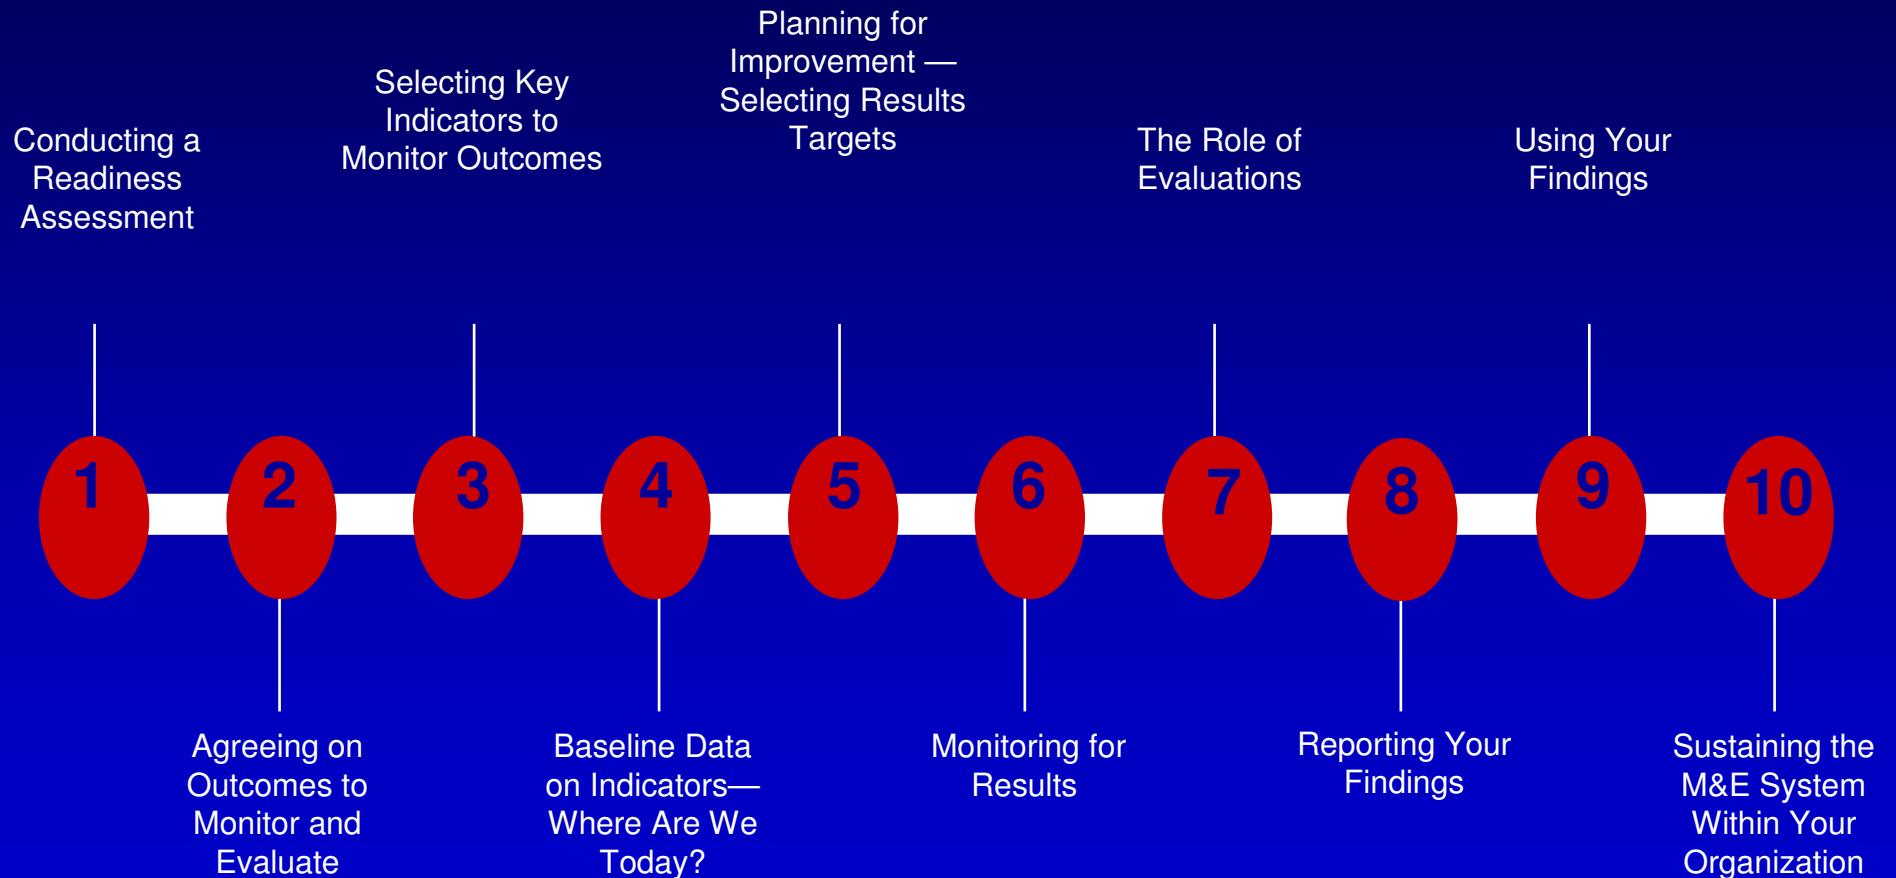 Planning for
Improvement —
Selecting Results
Targets
Selecting Key
Indicators to
Monitor Outcomes
Conducting a
Readiness
Assessment
The Role of
Evaluations
Using Your
Findings
1
2
3
4
5
6
7
8
9
10
Agreeing on
Outcomes to
Monitor and
Evaluate
Baseline Data
on Indicators—
Where Are We
Today?
Monitoring for
Results
Reporting Your
Findings
Sustaining the
M&E System
Within Your
Organization